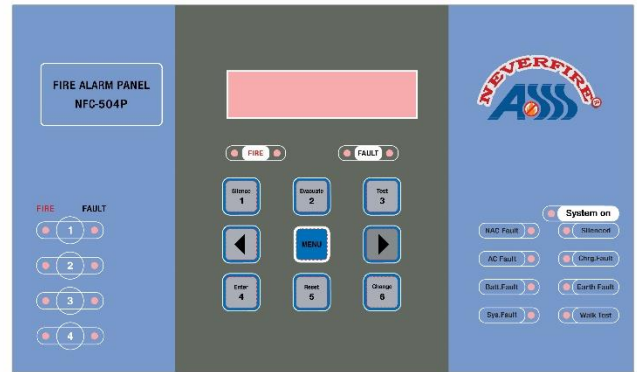 FIRE ALARM PANEL
NFC-504P
FIRE FAULT
1
2
3
4
FIRE FAULT
Silence
1
Evacuate
2
Test
3
MENU
Enter
4
Reset
5
Change
6
NEVERFIRE®
ASSS
System on
NAC Fault Silenced
AC Fault Chrg.Fault
Batt.Fault Earth Fault
Sys.Fault Walk Test